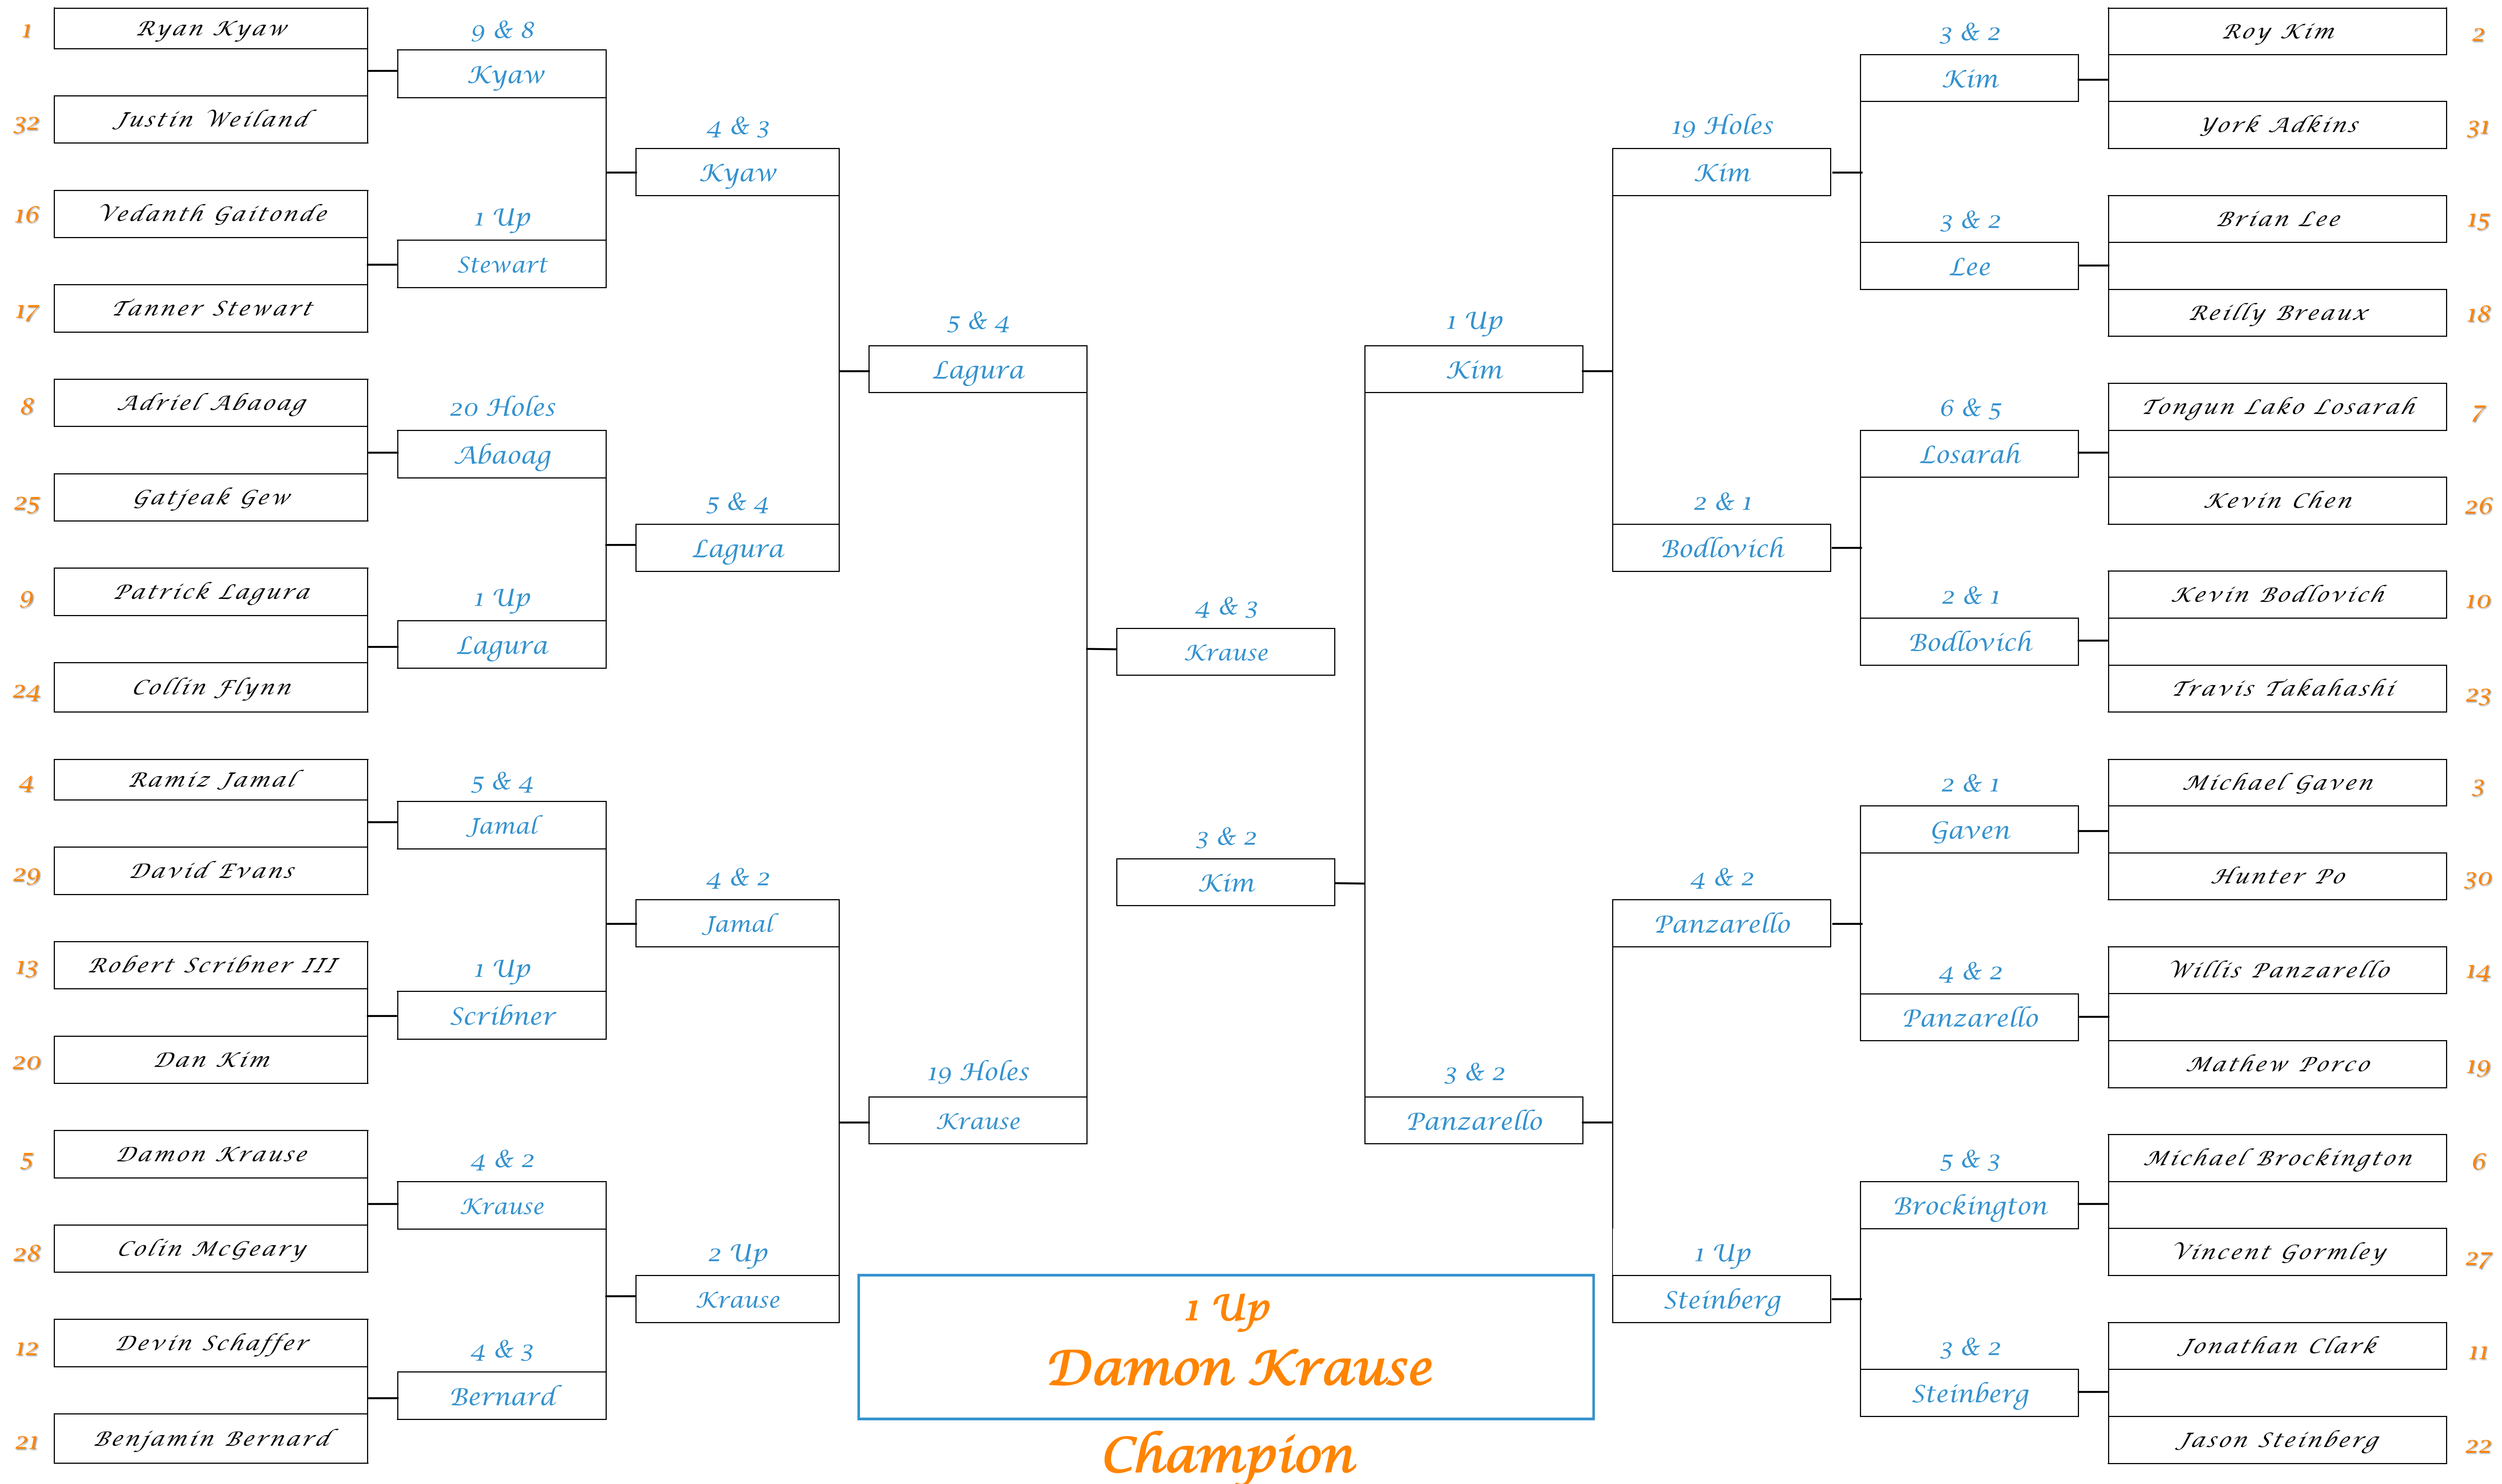 1 Ryan Kyaw
32 Justin Weiland
16 Vedanth Gaitonde
17 Tanner Stewart
8 Adriel Abaoag
25 Gatjeak Gew
9 Patrick Lagura
24 Collin Flynn
4 Ramiz Jamal
29 David Evans
13 Robert Scribner III
20 Dan Kim
5 Damon Krause
28 Colin McGeary
12 Devin Schaffer
21 Benjamin Bernard
9 & 8
Kyaw
1 Up
Stewart
20 Holes
Abaoag
1 Up
Lagura
5 & 4
Jamal
1 Up
Scribner
4 & 2
Krause
4 & 3
Bernard
4 & 3
Kyaw
5 & 4
Lagura
4 & 2
Jamal
2 Up
Krause
5 & 4
Lagura
19 Holes
Krause
4 & 3
Krause
3 & 2
Kim
1 Up
Damon Krause
Champion
1 Up
Kim
3 & 2
Panzarello
19 Holes
Kim
2 & 1
Bodlovich
4 & 2
Panzarello
1 Up
Steinberg
3 & 2
Kim
3 & 2
Lee
6 & 5
Losarah
2 & 1
Bodlovich
2 & 1
Gaven
4 & 2
Panzarello
5 & 3
Brockington
3 & 2
Steinberg
Roy Kim 2
York Adkins 31
Brian Lee 15
Reilly Breaux 18
Tongun Lako Losarah 7
Kevin Chen 26
Kevin Bodlovich 10
Travis Takahashi 23
Michael Gaven 3
Hunter Po 30
Willis Panzarello 14
Mathew Porco 19
Michael Brockington 6
Vincent Gormley 27
Jonathan Clark 11
Jason Steinberg 22